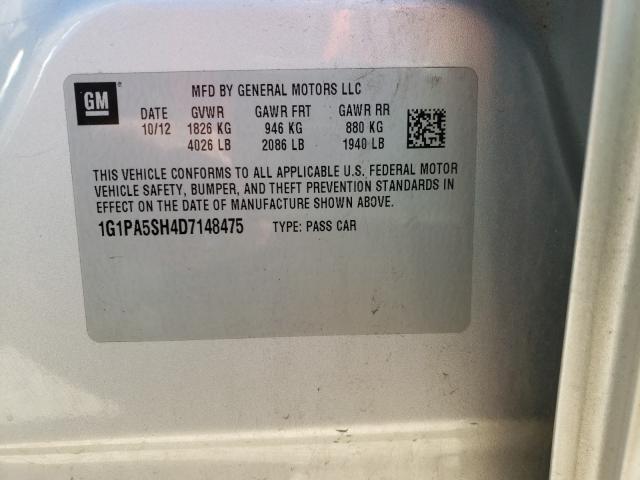 GM
MFD BY GENERAL MOTORS LLC
DATE GVWR GAWR FRT GAWR RR
10/12 1826 KG 946 KG 880 KG
4026 LB 2086 LB 1940 LB
THIS VEHICLE CONFORMS TO ALL APPLICABLE U.S. FEDERAL MOTOR
VEHICLE SAFETY, BUMPER, AND THEFT PREVENTION STANDARDS IN
EFFECT ON THE DATE OF MANUFACTURE SHOWN ABOVE.
1G1PA5SH4D7148475 TYPE: PASS CAR